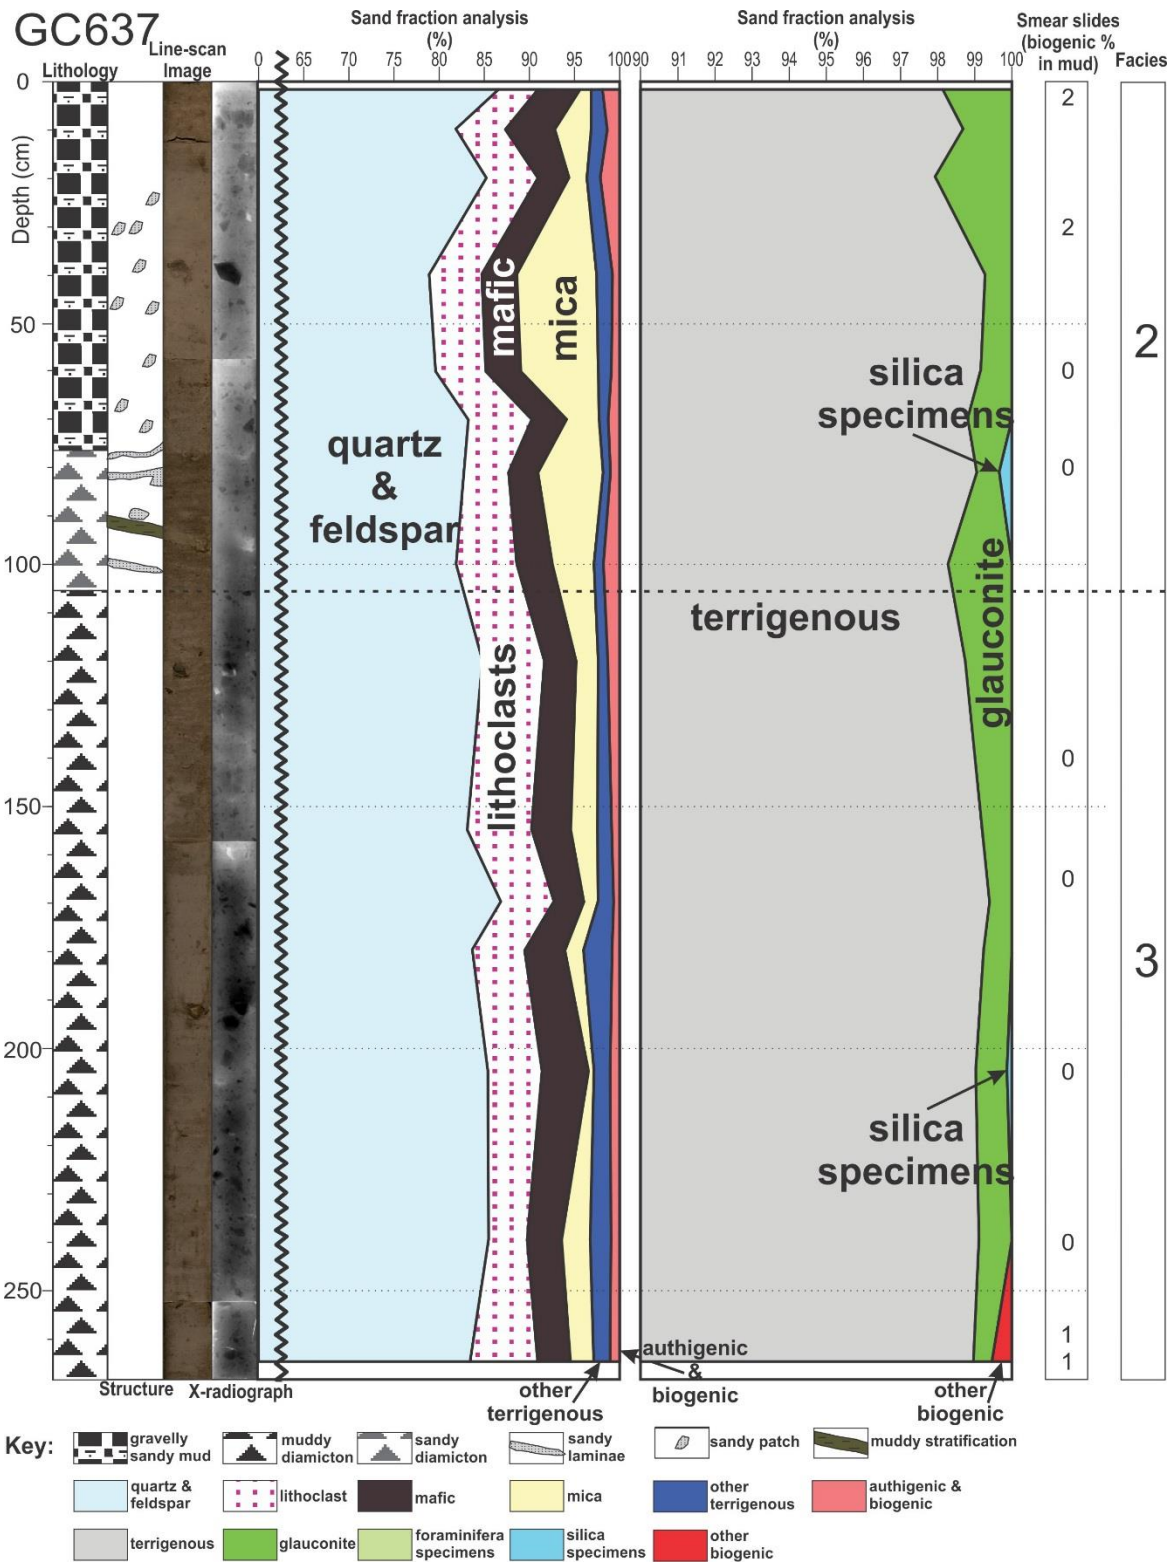 GC637
Line-scan
Image
Lithology
Sand fraction analysis
(%)
0 65 70 75 80 85 90 95 100
Sand fraction analysis
(%)
90 91 92 93 94 95 96 97 98 99 100
Smear slides
(biogenic %
in mud)
Facies
Depth (cm)
0
50
100
150
200
250
quartz
&
feldspar
lithoclasts
mafic
mica
terrigenous
glauconite
silica
specimens
silica
specimens
2
2
0
0
0
0
0
0
1
1
2
3
Structure
X-radiograph
other
terrigenous
authigenic
&
biogenic
other
biogenic
Key:
gravelly
sandy mud
muddy
diamicton
sandy
diamicton
sandy
laminae
sandy patch
muddy stratification
quartz &
feldspar
lithoclast
mafic
mica
other
terrigenous
authigenic &
biogenic
terrigenous
glauconite
foraminifera
specimens
silica
specimens
other
biogenic